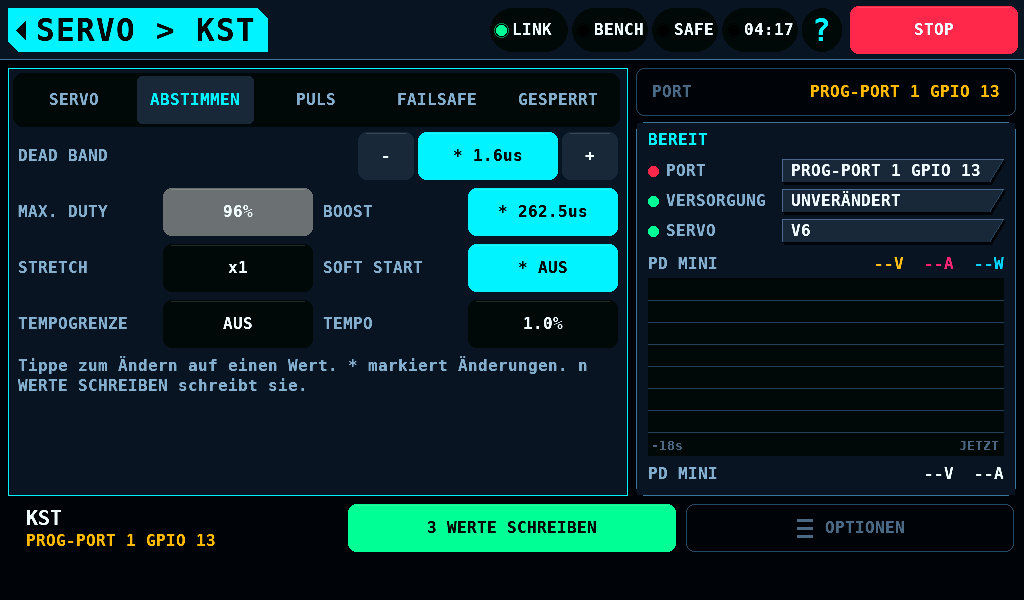 SERVO > KST
LINK
BENCH
SAFE
04:17
?
STOP
SERVO
ABSTIMMEN
PULS
FAILSAFE
GESPERRT
DEAD BAND
-
* 1.6us
+
MAX. DUTY
96%
BOOST
* 262.5us
STRETCH
x1
SOFT START
* AUS
TEMPOGRENZE
AUS
TEMPO
1.0%
Tippe zum Ändern auf einen Wert. * markiert Änderungen. n
WERTE SCHREIBEN schreibt sie.
PORT
PROG-PORT 1 GPIO 13
BEREIT
PORT
PROG-PORT 1 GPIO 13
VERSORGUNG
UNVERÄNDERT
SERVO
V6
PD MINI
--V
--A
--W
-18s
JETZT
PD MINI
--V
--A
KST
PROG-PORT 1 GPIO 13
3 WERTE SCHREIBEN
OPTIONEN